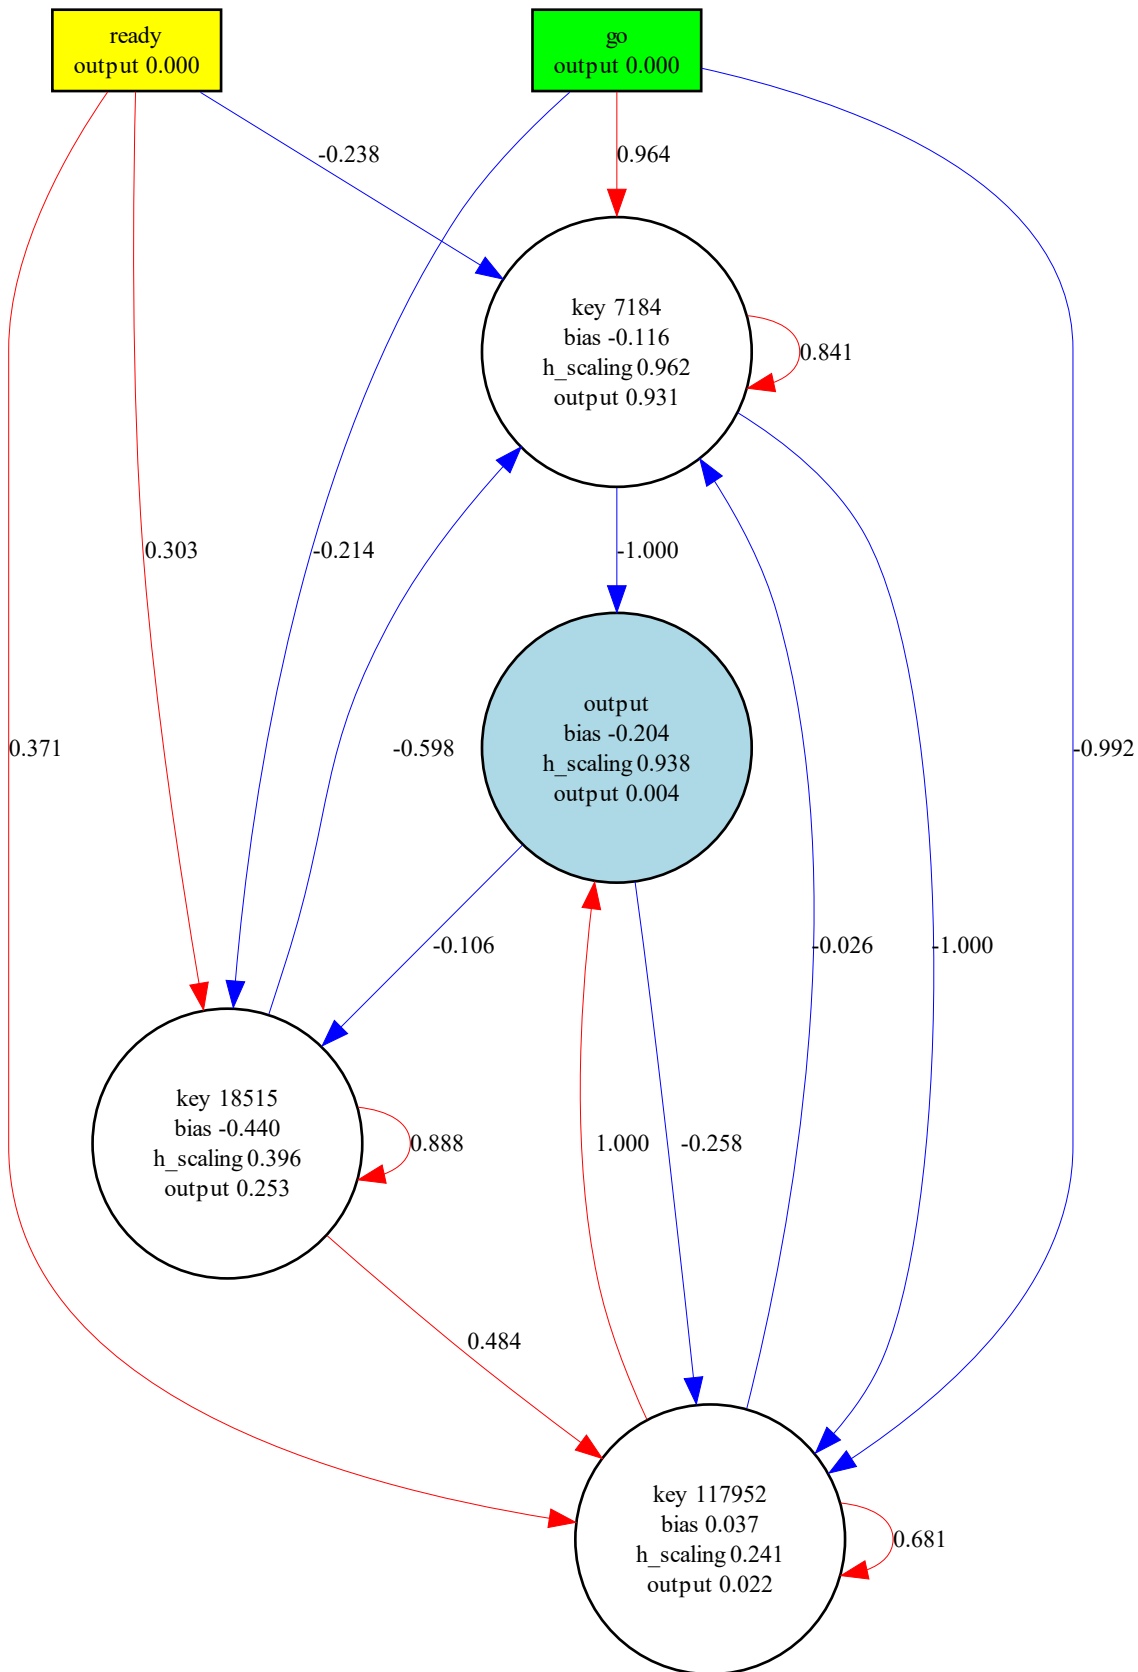 ready
output 0.000
go
output 0.000
-0.238
0.964
key 7184
bias -0.116
h_scaling 0.962
output 0.931
0.841
0.303
-0.214
-1.000
output
bias -0.204
h_scaling 0.938
output 0.004
0.371
-0.598
-0.992
-0.106
-0.026
-1.000
key 18515
bias -0.440
h_scaling 0.396
output 0.253
0.888
1.000
-0.258
0.484
key 117952
bias 0.037
h_scaling 0.241
output 0.022
0.681